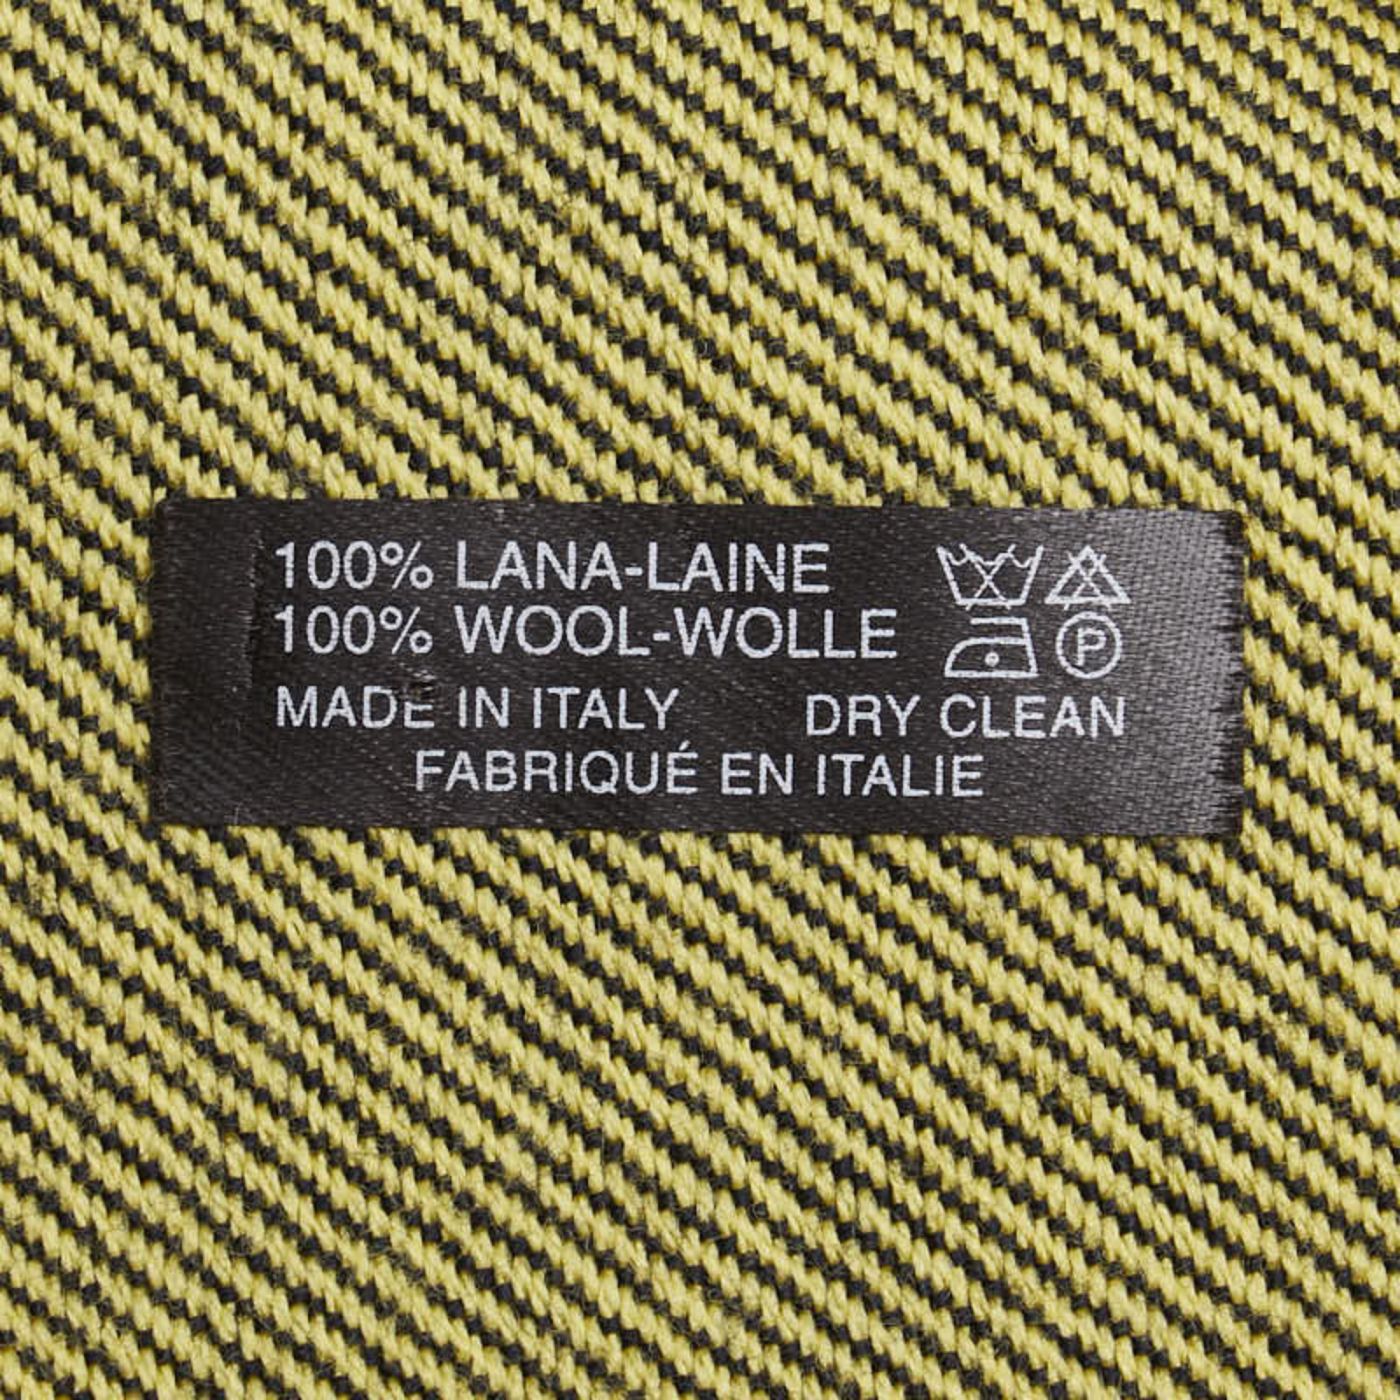 100% LANA-LAINE
100% WOOL-WOLLE
P
MADE IN ITALY DRY CLEAN
FABRIQUÉ EN ITALIE